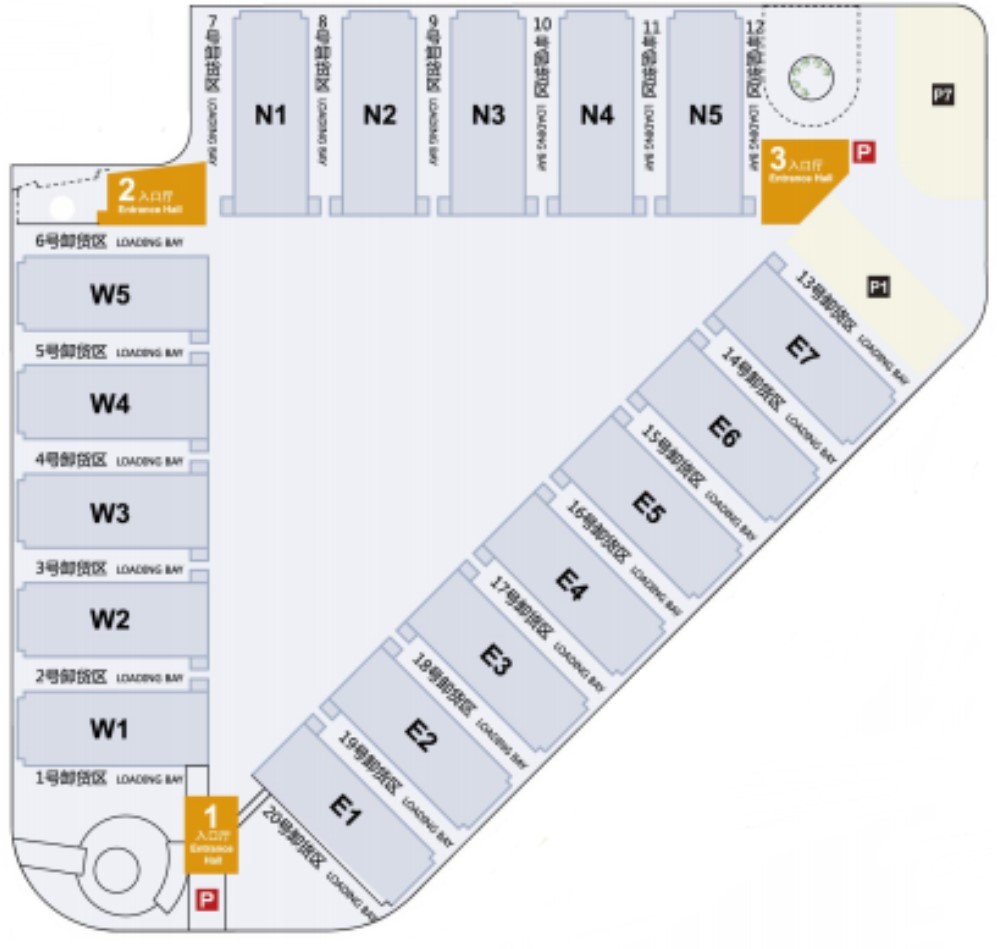 7号卸货区 LOADING BAY
N1
8号卸货区 LOADING BAY
N2
9号卸货区 LOADING BAY
N3
10号卸货区 LOADING BAY
N4
11号卸货区 LOADING BAY
N5
12号卸货区 LOADING BAY
P7
2入口厅
Entrance Hall
3入口厅
Entrance Hall
P
6号卸货区 LOADING BAY
W5
5号卸货区 LOADING BAY
W4
4号卸货区 LOADING BAY
W3
3号卸货区 LOADING BAY
W2
2号卸货区 LOADING BAY
W1
1号卸货区 LOADING BAY
P1
13号卸货区 LOADING BAY
E7
14号卸货区 LOADING BAY
E6
15号卸货区 LOADING BAY
E5
16号卸货区 LOADING BAY
E4
17号卸货区 LOADING BAY
E3
18号卸货区 LOADING BAY
E2
19号卸货区 LOADING BAY
E1
20号卸货区 LOADING BAY
1
入口厅
Entrance
Hall
P